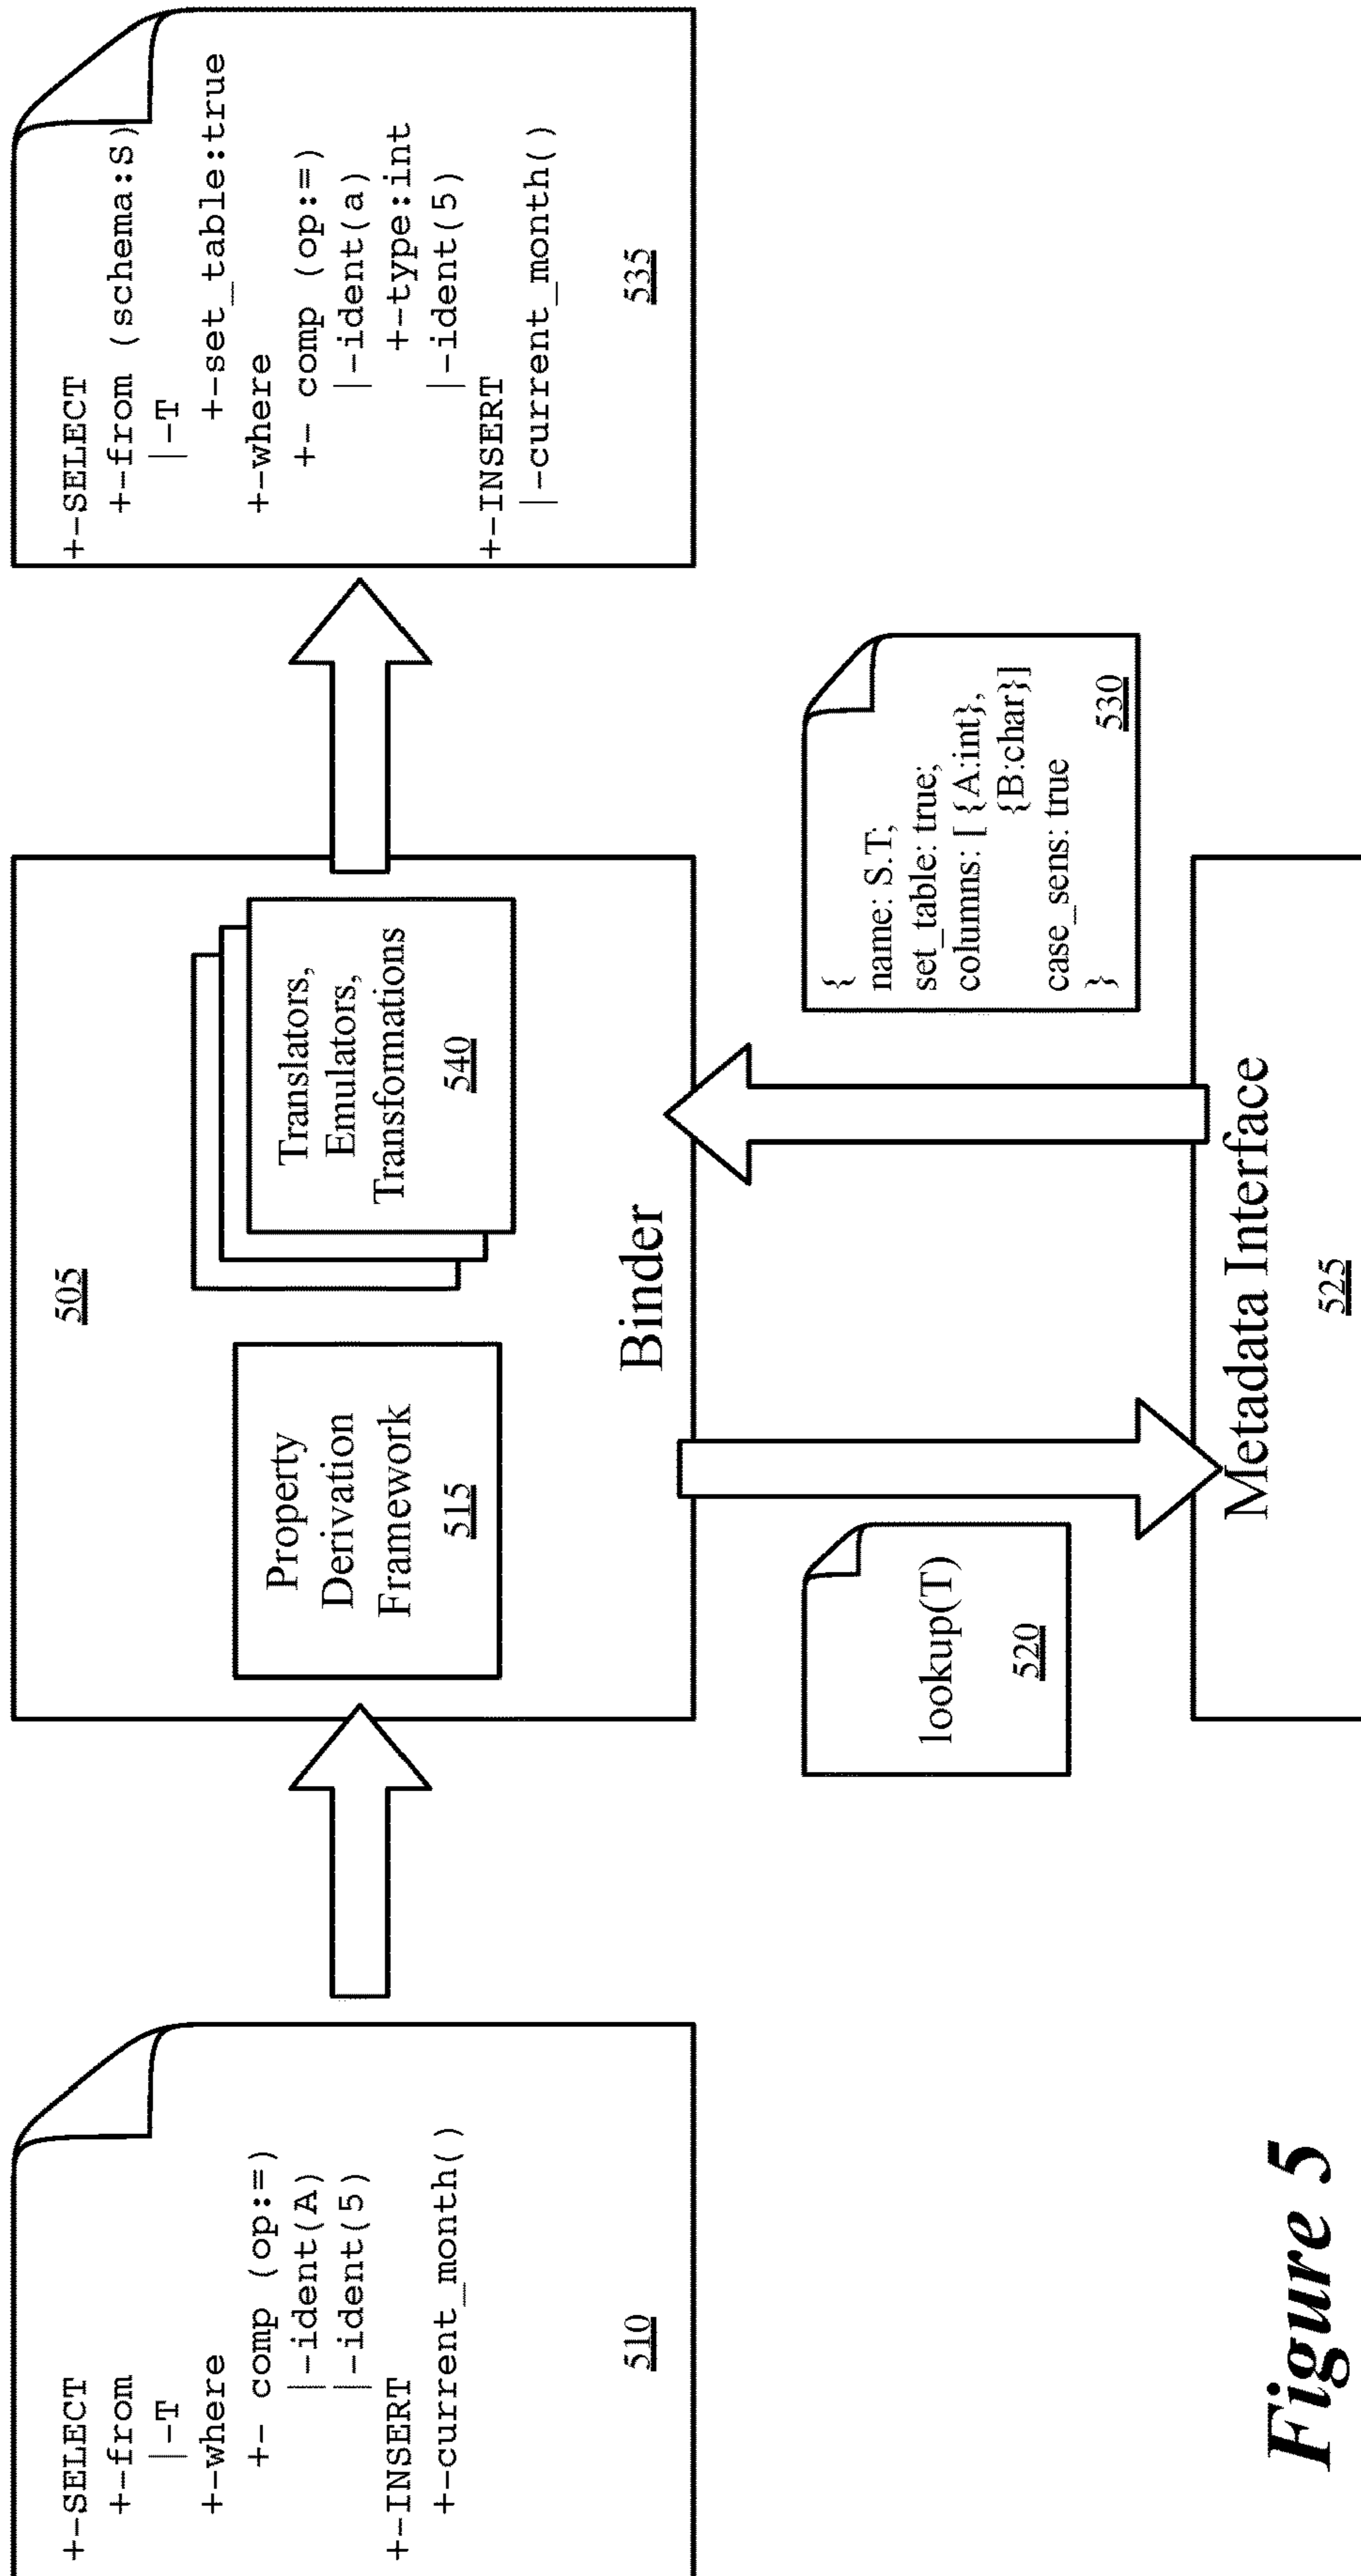 +-SELECT
+-from
|-T
+-where
+- comp (op:=)
|-ident(A)
|-ident(5)
+-INSERT
+-current_month()
510
505
Property
Derivation
Framework
515
Translators,
Emulators,
Transformations
540
Binder
+-SELECT
+-from (schema:S)
|-T
+-set_table:true
+-where
+- comp (op:=)
|-ident(a)
+-type:int
|-ident(5)
+-INSERT
|-current_month()
535
lookup(T)
520
{
name: S.T;
set_table: true;
columns: [ {A:int},
{B:char}]
case_sens: true
}
530
Metadata Interface
525
Figure 5